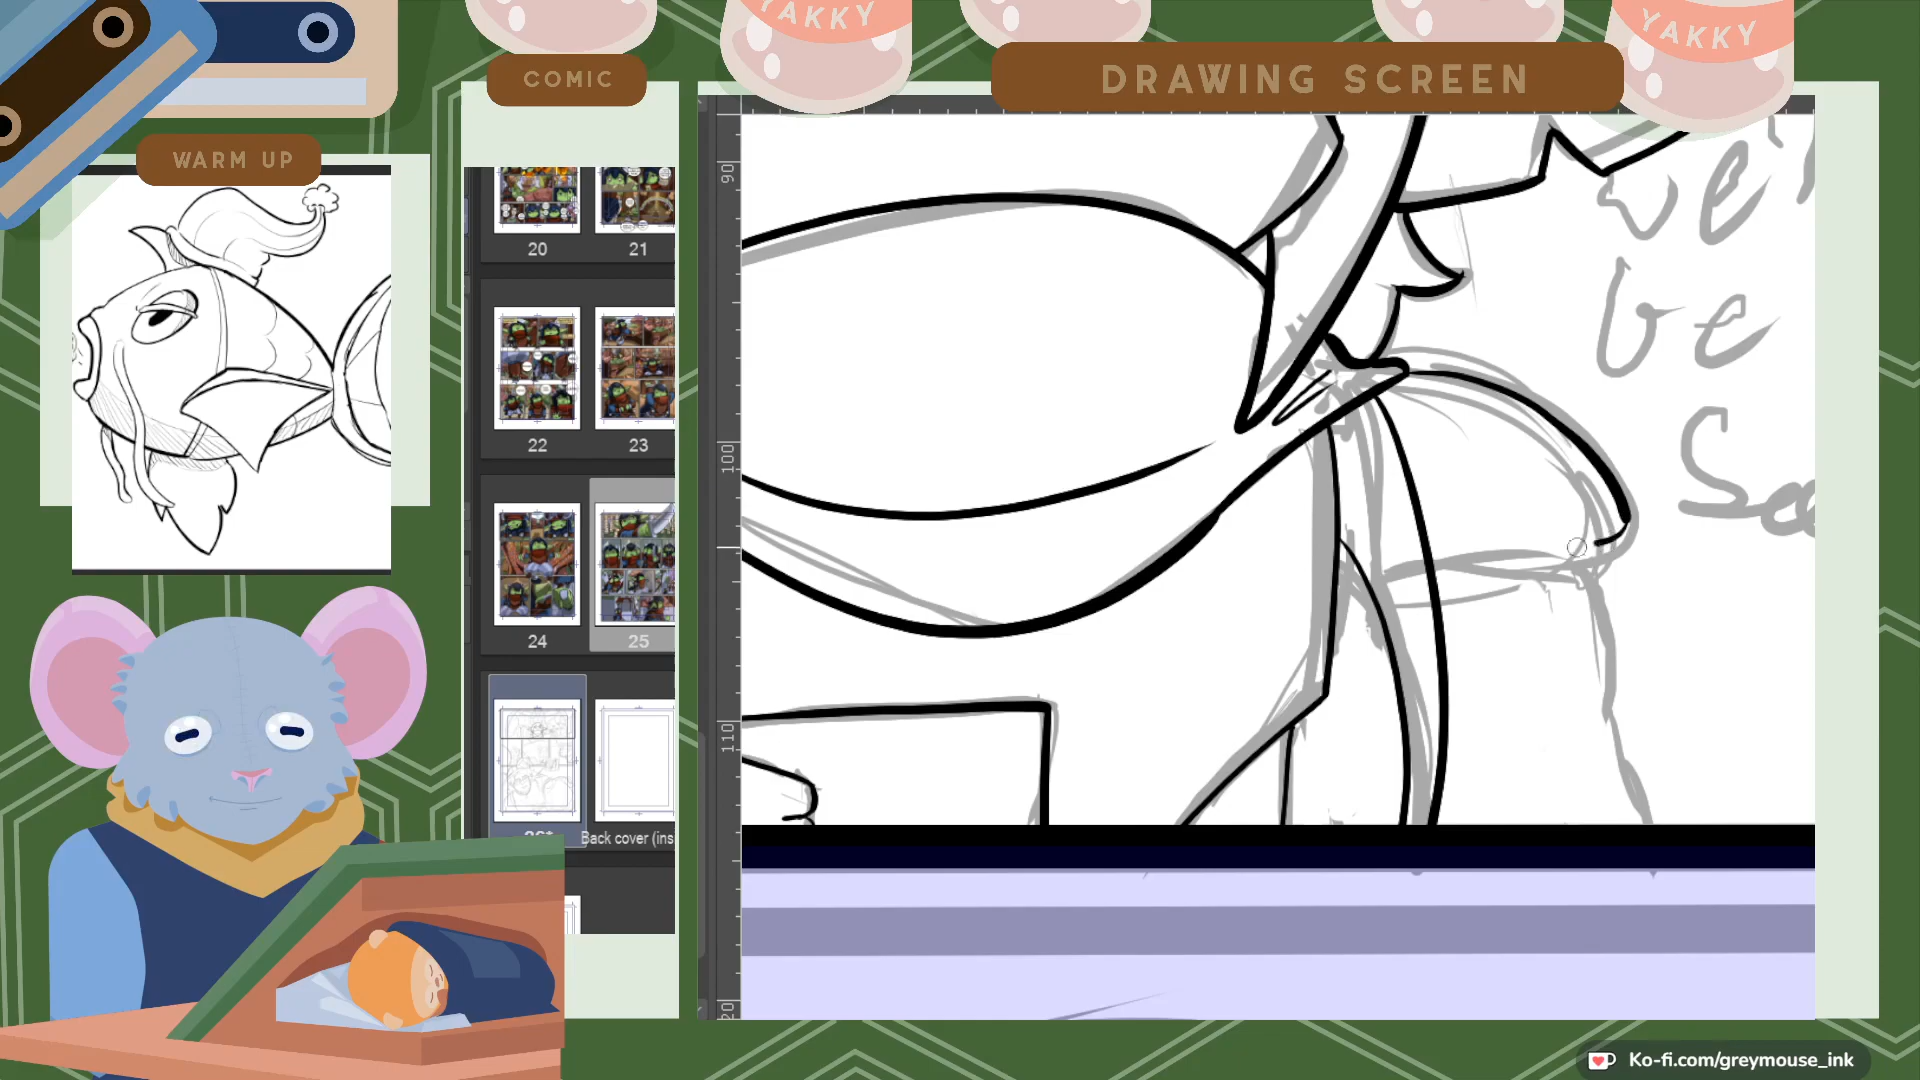 YAKKY
YAKKY
COMIC
DRAWING SCREEN
WARM UP
20
21
22
23
24
25
Back cover (ins
90
100
110
be
Ko-fi.com/greymouse_ink